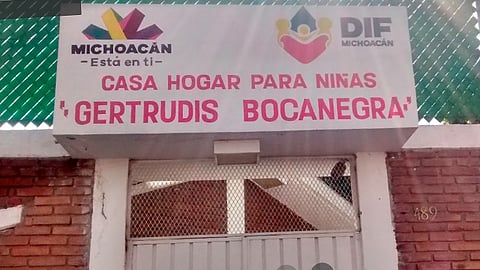 MICHOACÁN
-Está en ti-
DIF
MICHOACÁN
CASA HOGAR PARA NIÑAS
"GERTRUDIS BOCANEGRA"
489